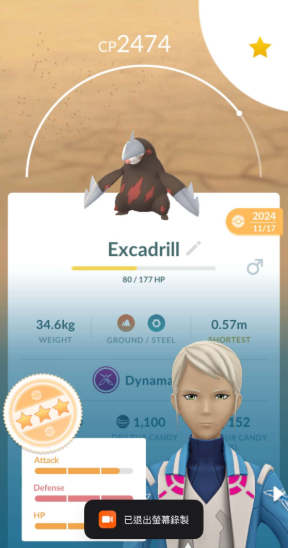 CP2474
2024
11/17
Excadrill
80 / 177 HP
34.6kg
WEIGHT
GROUND / STEEL
0.57m
SHORTEST
Dynama
1,100
152
CANDY
Attack
Defense
HP
已退出螢幕錄製